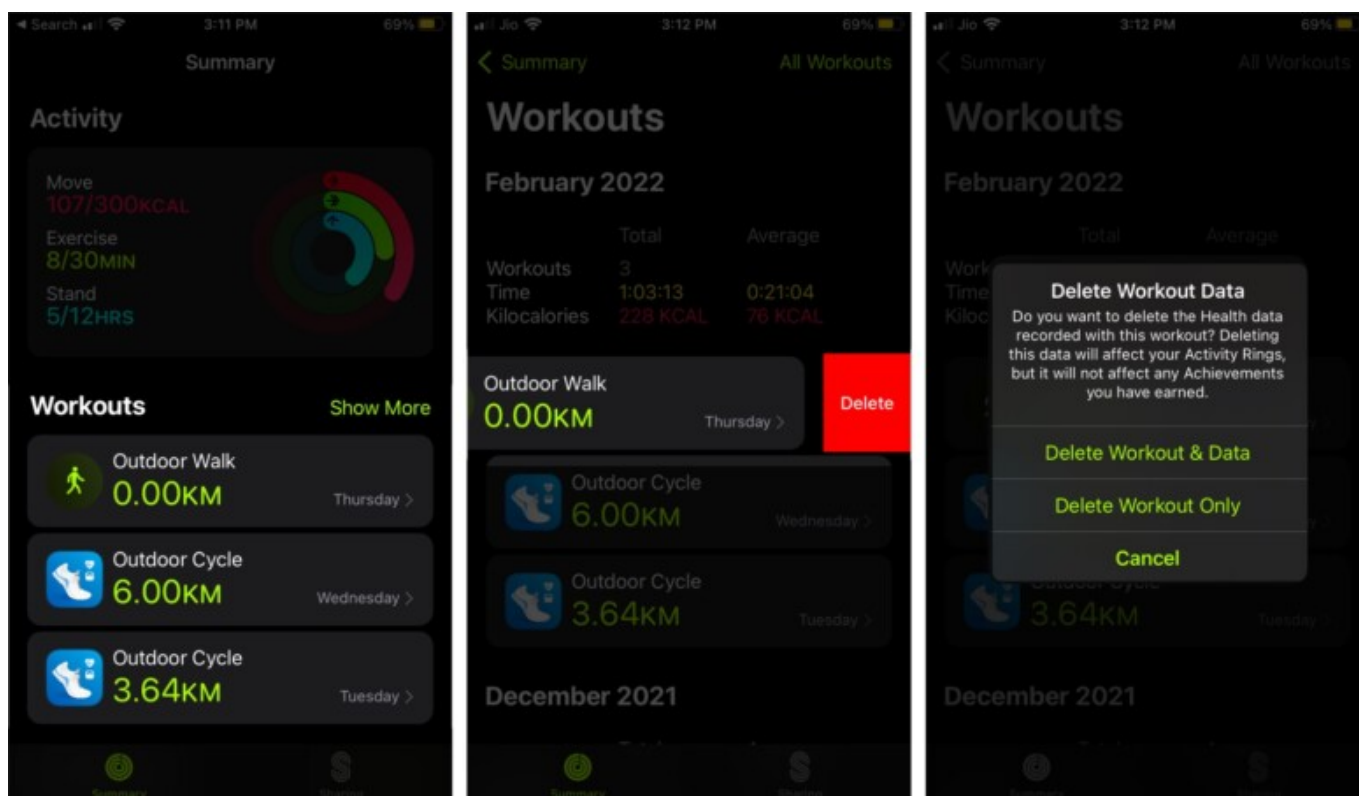 Search 3:11 PM 69%
Summary
Activity
Move
107/300KCAL
Exercise
8/30MIN
Stand
5/12HRS
Workouts Show More
Outdoor Walk
0.00KM Thursday
Outdoor Cycle
6.00KM Wednesday
Outdoor Cycle
3.64KM Tuesday
Summary Sharing
Jio 3:12 PM 69%
Summary All Workouts
Workouts
February 2022
Total Average
Workouts 3
Time 1:03:13 0:21:04
Kilocalories 228 KCAL 76 KCAL
Outdoor Walk
0.00KM Thursday
Delete
Outdoor Cycle
6.00KM Wednesday
Outdoor Cycle
3.64KM Tuesday
December 2021
Summary Sharing
Jio 3:12 PM 69%
Summary All Workouts
Workouts
February 2022
Total Average
Delete Workout Data
Do you want to delete the Health data
recorded with this workout? Deleting
this data will affect your Activity Rings,
but it will not affect any Achievements
you have earned.
Delete Workout & Data
Delete Workout Only
Cancel
3.64KM Tuesday
December 2021
Summary